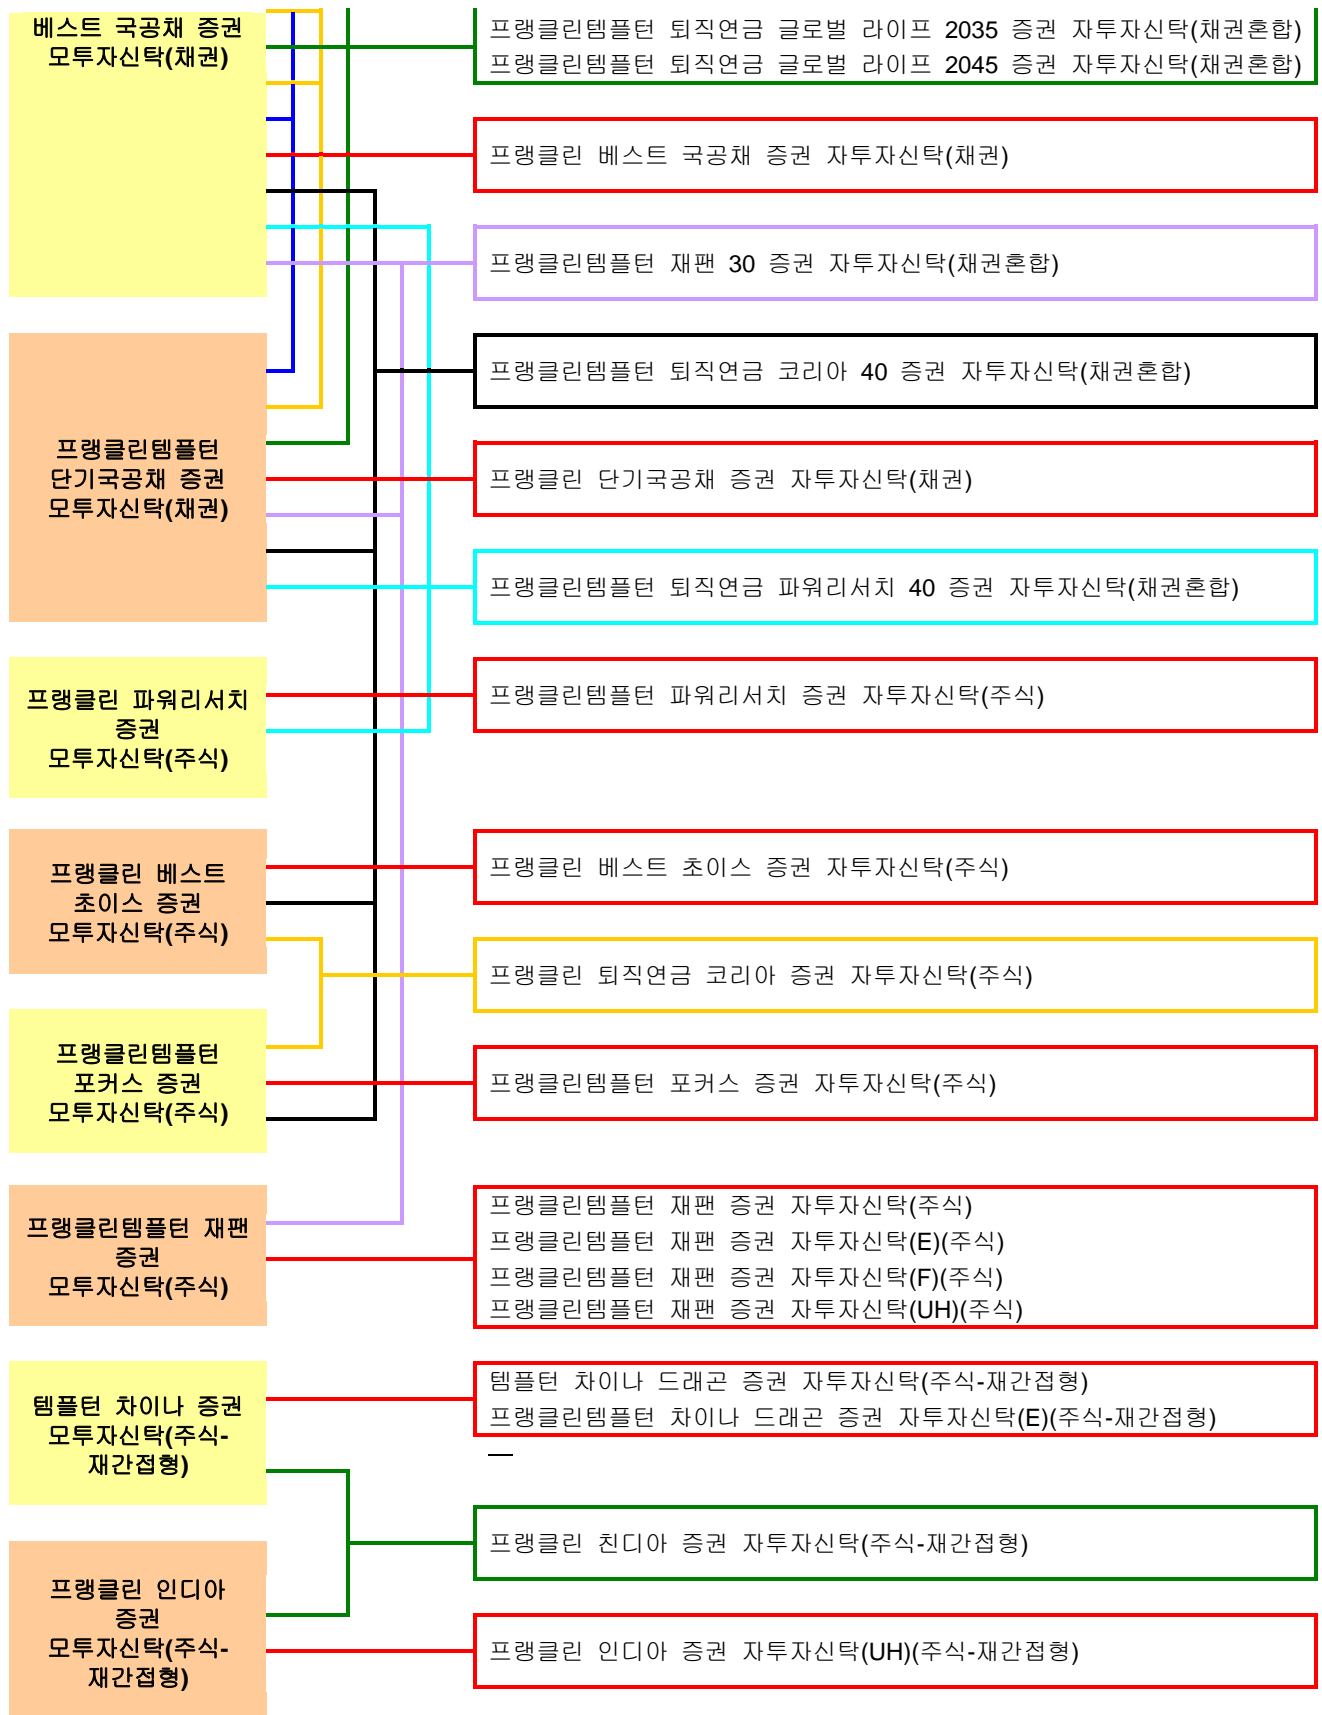 베스트 국공채 증권
모투자신탁(채권)
프랭클린템플턴 퇴직연금 글로벌 라이프 2035 증권 자투자신탁(채권혼합)
프랭클린템플턴 퇴직연금 글로벌 라이프 2045 증권 자투자신탁(채권혼합)
프랭클린 베스트 국공채 증권 자투자신탁(채권)
프랭클린템플턴 재팬 30 증권 자투자신탁(채권혼합)
프랭클린템플턴 퇴직연금 코리아 40 증권 자투자신탁(채권혼합)
프랭클린템플턴
단기국공채 증권
모투자신탁(채권)
프랭클린 단기국공채 증권 자투자신탁(채권)
프랭클린템플턴 퇴직연금 파워리서치 40 증권 자투자신탁(채권혼합)
프랭클린 파워리서치
증권
모투자신탁(주식)
프랭클린템플턴 파워리서치 증권 자투자신탁(주식)
프랭클린 베스트
초이스 증권
모투자신탁(주식)
프랭클린 베스트 초이스 증권 자투자신탁(주식)
프랭클린 퇴직연금 코리아 증권 자투자신탁(주식)
프랭클린템플턴
포커스 증권
모투자신탁(주식)
프랭클린템플턴 포커스 증권 자투자신탁(주식)
프랭클린템플턴 재팬
증권
모투자신탁(주식)
프랭클린템플턴 재팬 증권 자투자신탁(주식)
프랭클린템플턴 재팬 증권 자투자신탁(E)(주식)
프랭클린템플턴 재팬 증권 자투자신탁(F)(주식)
프랭클린템플턴 재팬 증권 자투자신탁(UH)(주식)
템플턴 차이나 증권
모투자신탁(주식-
재간접형)
템플턴 차이나 드래곤 증권 자투자신탁(주식-재간접형)
프랭클린템플턴 차이나 드래곤 증권 자투자신탁(E)(주식-재간접형)
프랭클린 친디아 증권 자투자신탁(주식-재간접형)
프랭클린 인디아
증권
모투자신탁(주식-
재간접형)
프랭클린 인디아 증권 자투자신탁(UH)(주식-재간접형)